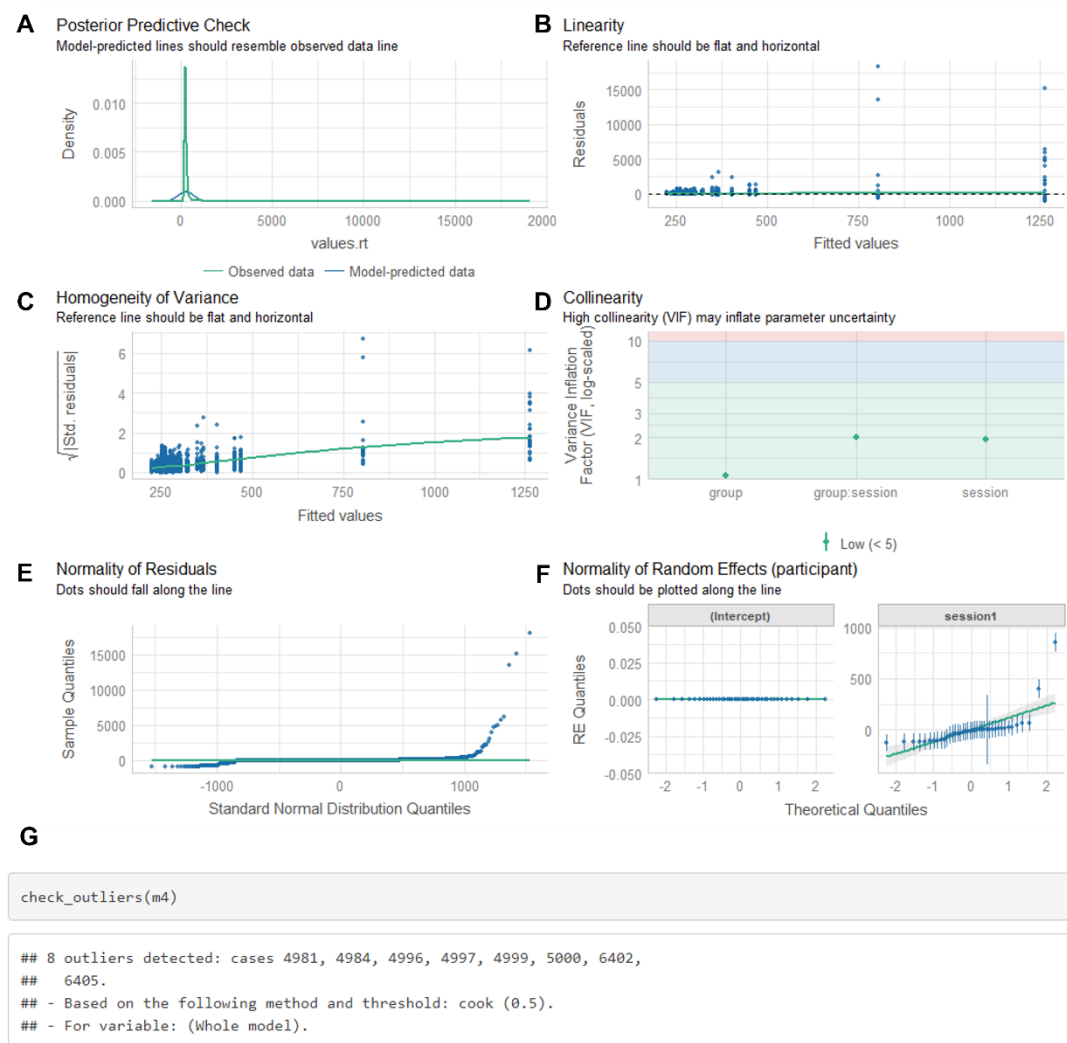 A Posterior Predictive Check
Model-predicted lines should resemble observed data line
Density
0.010
0.005
0.000
0 5000 10000 15000 2000
values.rt
Observed data Model-predicted data
B Linearity
Reference line should be flat and horizontal
Residuals
15000
10000
5000
0
250 500 750 1000 1250
Fitted values
C Homogeneity of Variance
Reference line should be flat and horizontal
√|Std. residuals|
6
4
2
0
250 500 750 1000 1250
Fitted values
D Collinearity
High collinearity (VIF) may inflate parameter uncertainty
Variance Inflation
Factor (VIF, log-scaled)
10
5
3
2
1
group group:session session
Low (< 5)
E Normality of Residuals
Dots should fall along the line
Sample Quantiles
15000
10000
5000
0
-1000 0 1000
Standard Normal Distribution Quantiles
F Normality of Random Effects (participant)
Dots should be plotted along the line
RE Quantiles
(Intercept)
0.050
0.025
0.000
-0.025
-0.050
-2 -1 0 1 2
session1
1000
500
0
-2 -1 0 1 2
Theoretical Quantiles
G
check_outliers(m4)
## 8 outliers detected: cases 4981, 4984, 4996, 4997, 4999, 5000, 6402,
## 6405.
## - Based on the following method and threshold: cook (0.5).
## - For variable: (Whole model).